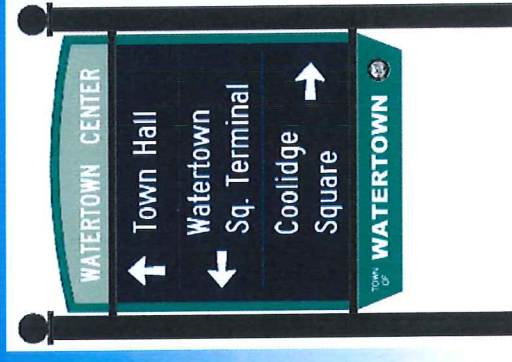 WATERTOWN CENTER
Town Hall
Watertown
Sq. Terminal
Coolidge
Square
TOWN
OF
WATERTOWN